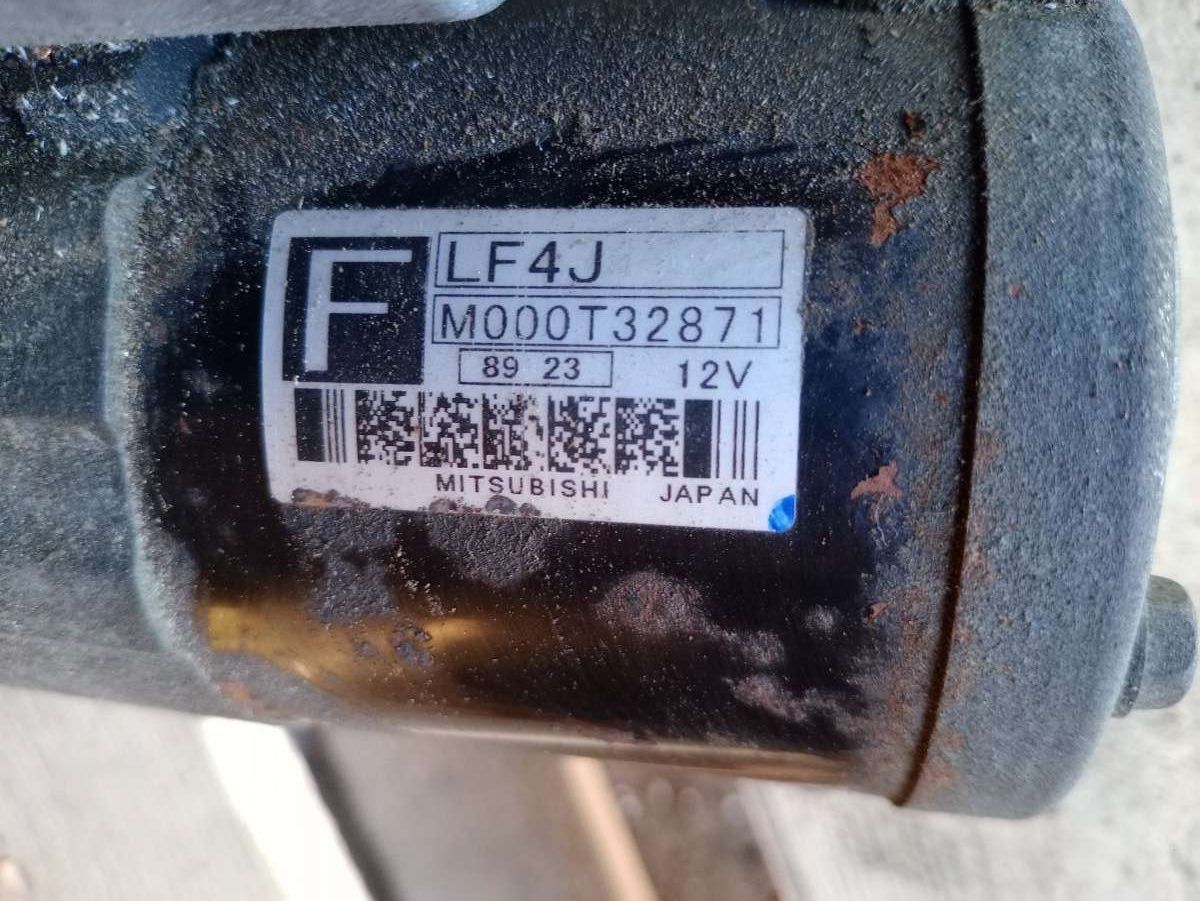 F
LF4J
M000T32871
89 23
12V
MITSUBISHI JAPAN